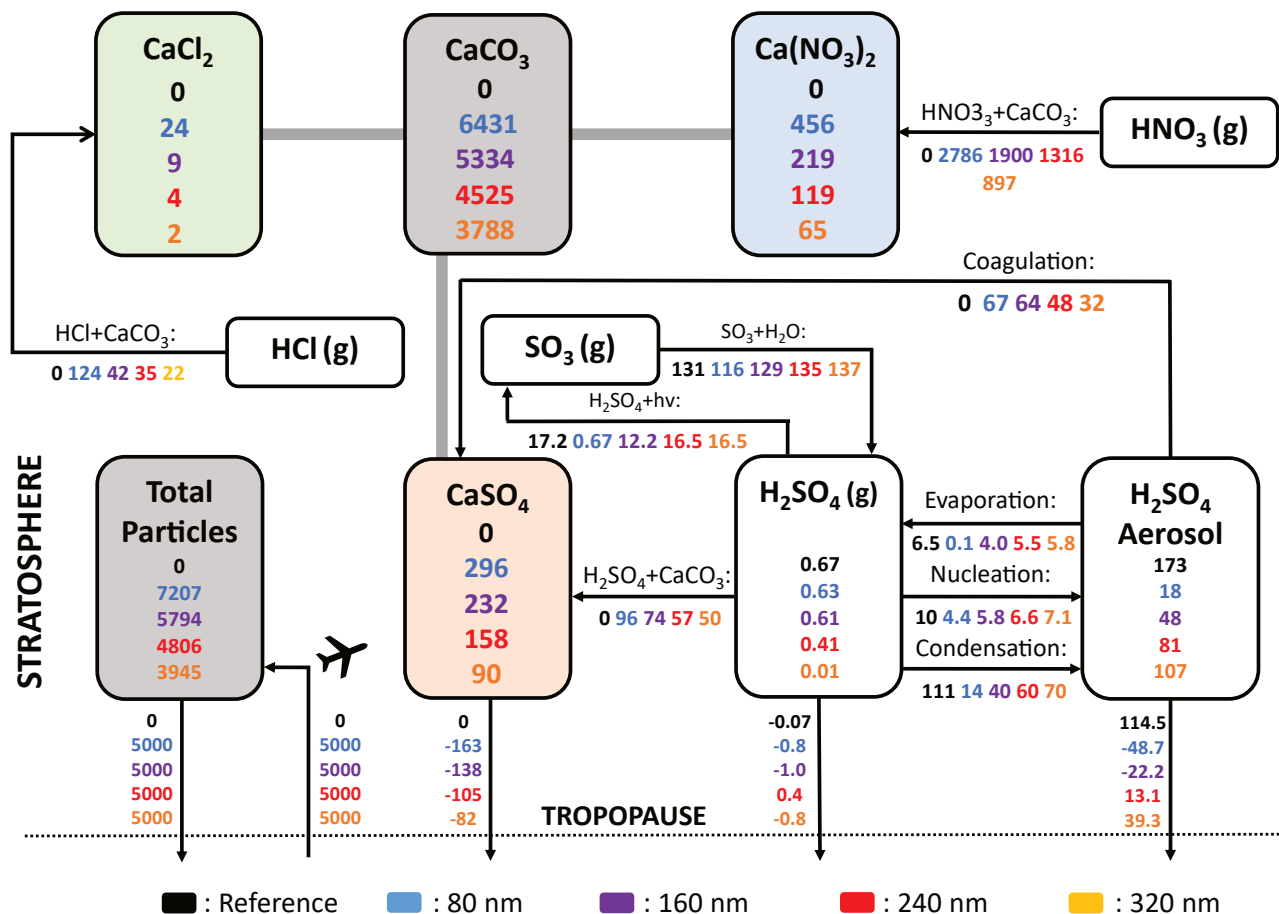 CaCl₂
0
24
9
4
2
CaCO₃
0
6431
5334
4525
3788
Ca(NO₃)₂
0
456
219
119
65
HNO3₃+CaCO₃:
0 2786 1900 1316
897
HNO₃ (g)
Coagulation:
0 67 64 48 32
HCl+CaCO₃:
0 124 42 35 22
HCl (g)
SO₃ (g)
SO₃+H₂O:
131 116 129 135 137
H₂SO₄+hv:
17.2 0.67 12.2 16.5 16.5
STRATOSPHERE
Total
Particles
0
7207
5794
4806
3945
CaSO₄
0
296
232
158
90
H₂SO₄+CaCO₃:
0 96 74 57 50
H₂SO₄ (g)
0.67
0.63
0.61
0.41
0.01
Evaporation:
6.5 0.1 4.0 5.5 5.8
Nucleation:
10 4.4 5.8 6.6 7.1
Condensation:
111 14 40 60 70
H₂SO₄
Aerosol
173
18
48
81
107
0
5000
5000
5000
5000
0
5000
5000
5000
5000
0
-163
-138
-105
-82
-0.07
-0.8
-1.0
0.4
-0.8
114.5
-48.7
-22.2
13.1
39.3
TROPOPAUSE
: Reference : 80 nm : 160 nm : 240 nm : 320 nm